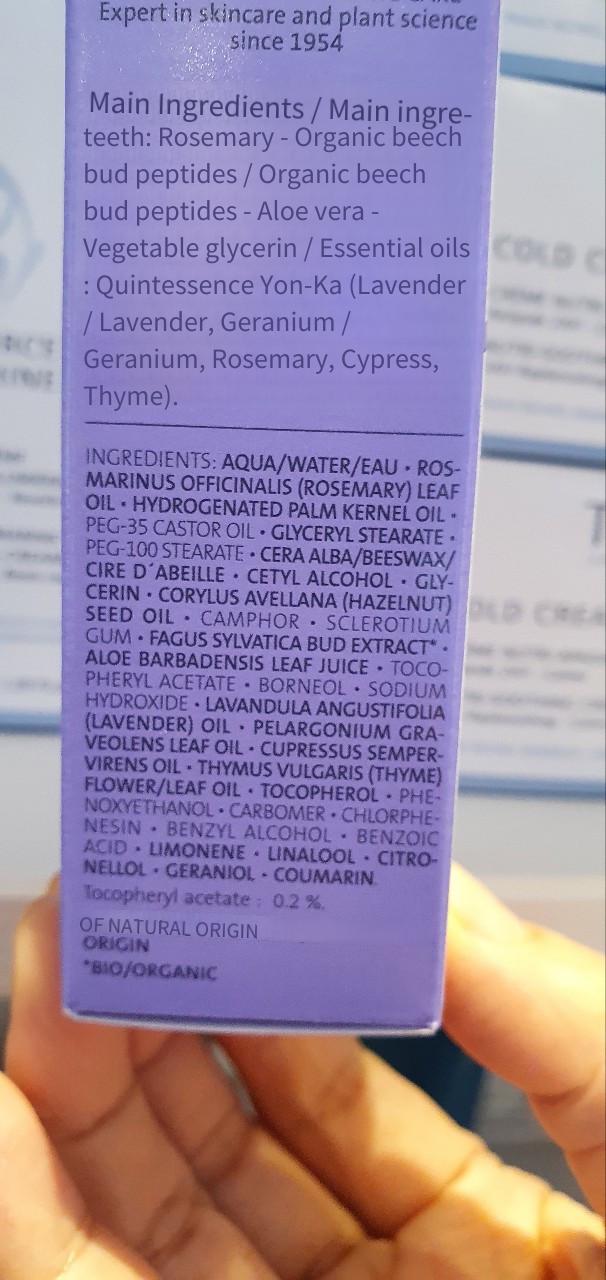 Expert in skincare and plant science
since 1954
Main Ingredients / Main ingre-
teeth: Rosemary - Organic beech
bud peptides / Organic beech
bud peptides - Aloe vera -
Vegetable glycerin / Essential oils
: Quintessence Yon-Ka (Lavender
/ Lavender, Geranium /
Geranium, Rosemary, Cypress,
Thyme).
INGREDIENTS: AQUA/WATER/EAU • ROS-
MARINUS OFFICINALIS (ROSEMARY) LEAF
OIL • HYDROGENATED PALM KERNEL OIL •
PEG-35 CASTOR OIL • GLYCERYL STEARATE •
PEG-100 STEARATE • CERA ALBA/BEESWAX/
CIRE D´ABEILLE • CETYL ALCOHOL • GLY-
CERIN • CORYLUS AVELLANA (HAZELNUT)
SEED OIL • CAMPHOR • SCLEROTIUM
GUM • FAGUS SYLVATICA BUD EXTRACT* •
ALOE BARBADENSIS LEAF JUICE • TOCO-
PHERYL ACETATE • BORNEOL • SODIUM
HYDROXIDE • LAVANDULA ANGUSTIFOLIA
(LAVENDER) OIL • PELARGONIUM GRA-
VEOLENS LEAF OIL • CUPRESSUS SEMPER-
VIRENS OIL • THYMUS VULGARIS (THYME)
FLOWER/LEAF OIL • TOCOPHEROL • PHE-
NOXYETHANOL • CARBOMER • CHLORPHE-
NESIN • BENZYL ALCOHOL • BENZOIC
ACID • LIMONENE • LINALOOL • CITRO-
NELLOL • GERANIOL • COUMARIN.
Tocopheryl acetate : 0.2 %.
OF NATURAL ORIGIN
ORIGIN
*BIO/ORGANIC
COLD C
OLD CREA